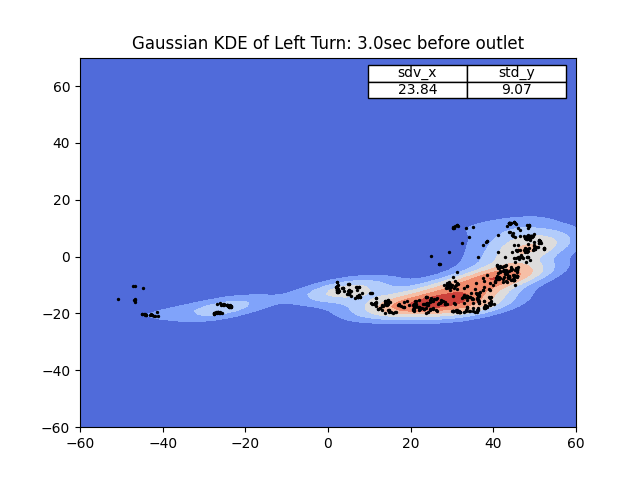 Gaussian KDE of Left Turn: 3.0sec before outlet
sdv_x std_y
23.84 9.07
60
40
20
0
−20
−40
−60
−60 −40 −20 0 20 40 60